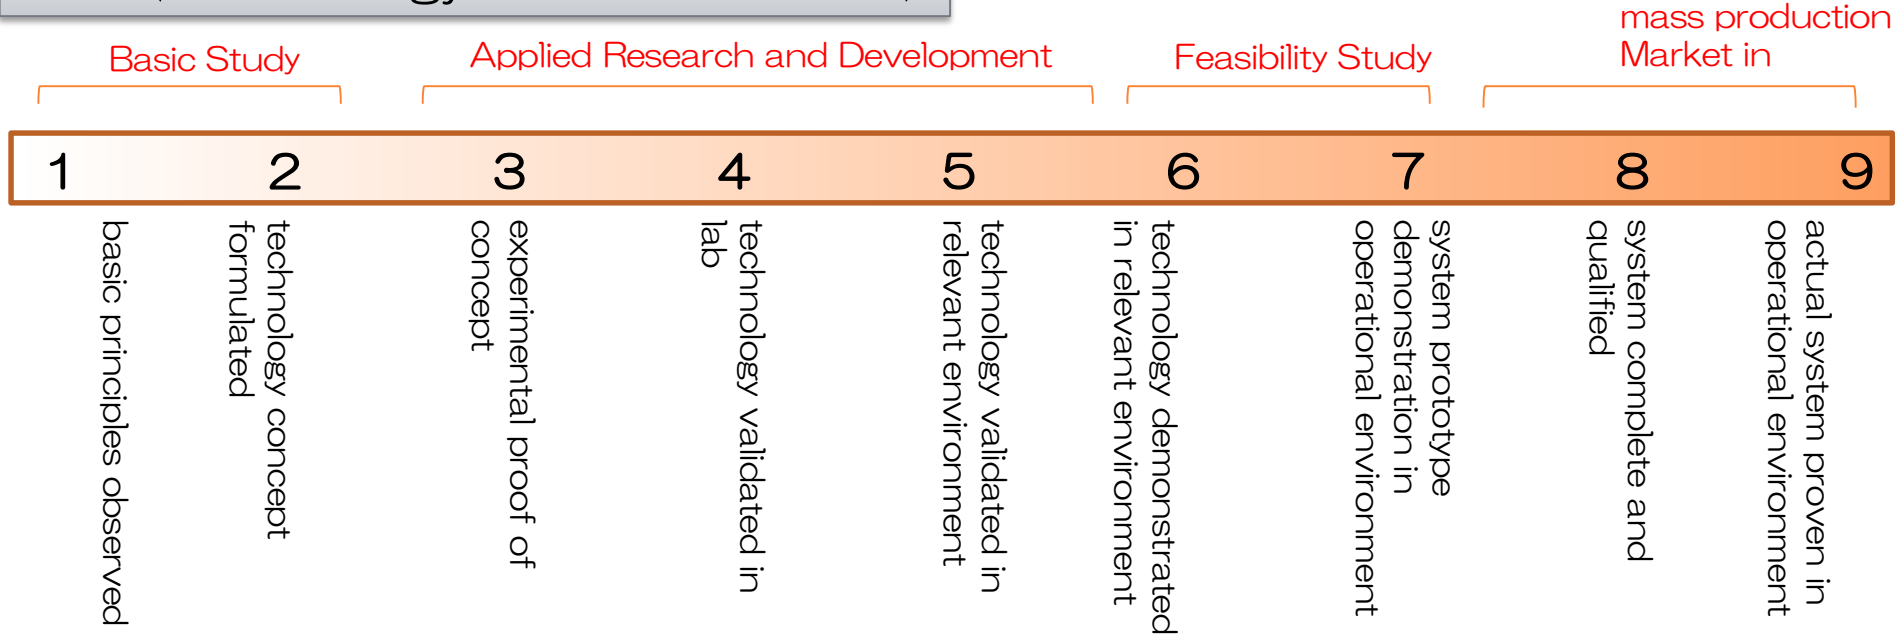 mass production
Market in
Basic Study
Applied Research and Development
Feasibility Study
1 2 3 4 5 6 7 8 9
basic principles observed
technology concept
formulated
experimental proof of
concept
technology validated in
lab
technology validated in
relevant environment
technology demonstrated
in relevant environment
system prototype
demonstration in
operational environment
system complete and
qualified
actual system proven in
operational environment